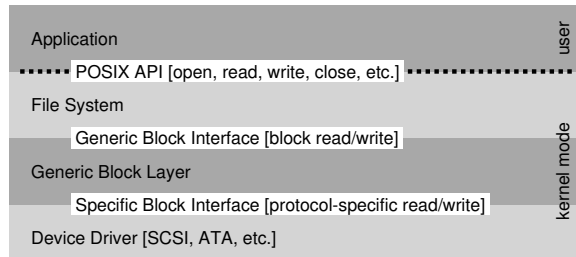 Application
user
POSIX API [open, read, write, close, etc.]
File System
Generic Block Interface [block read/write]
kernel mode
Generic Block Layer
Specific Block Interface [protocol-specific read/write]
Device Driver [SCSI, ATA, etc.]